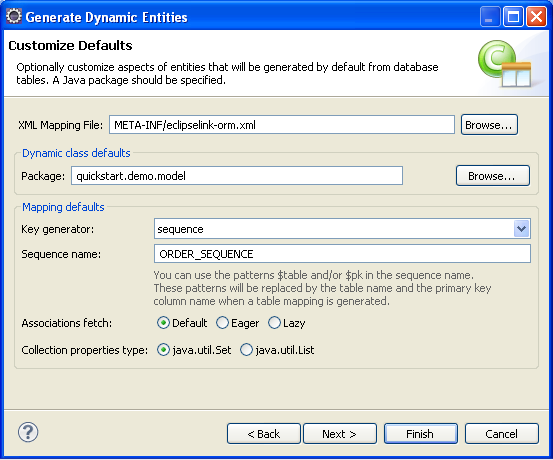 Generate Dynamic Entities
Customize Defaults
Optionally customize aspects of entities that will be generated by default from database
tables. A Java package should be specified.
XML Mapping File: META-INF/eclipselink-orm.xml Browse...
Dynamic class defaults
Package: quickstart.demo.model Browse...
Mapping defaults
Key generator: sequence
Sequence name: ORDER_SEQUENCE
You can use the patterns $table and/or $pk in the sequence name.
These patterns will be replaced by the table name and the primary key
column name when a table mapping is generated.
Associations fetch: Default Eager Lazy
Collection properties type: java.util.Set java.util.List
? < Back Next > Finish Cancel